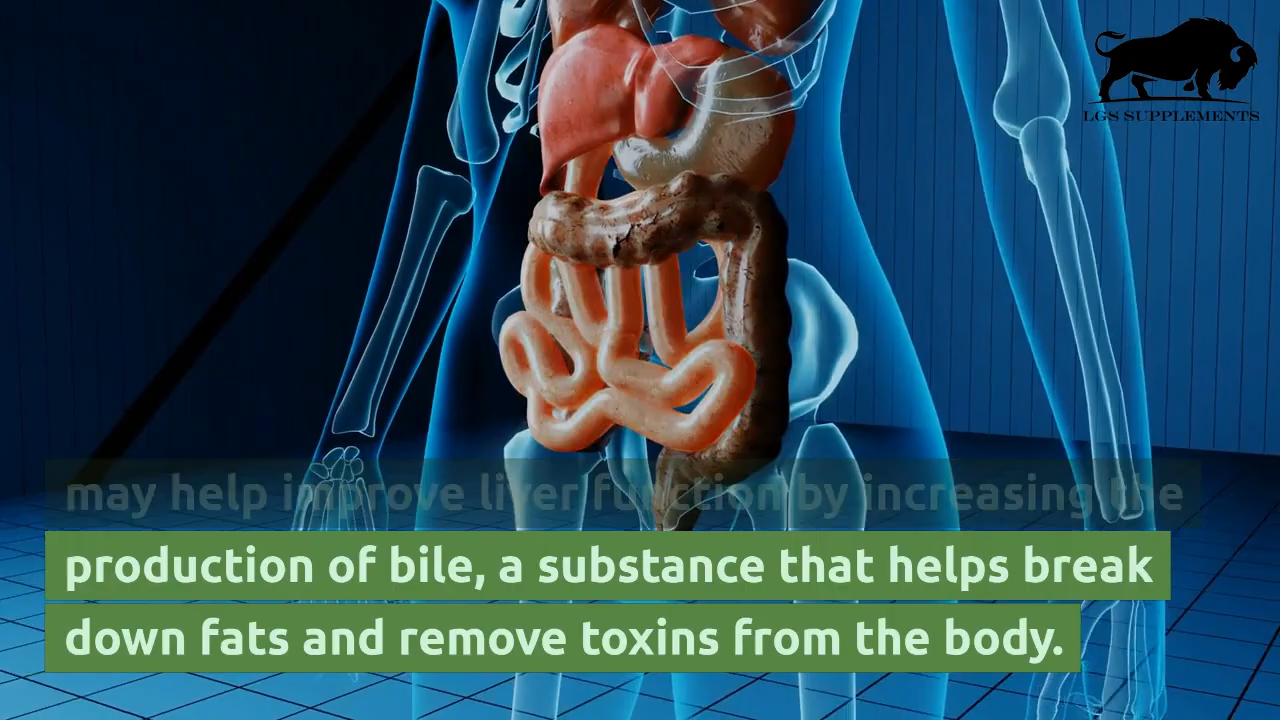 LGS SUPPLEMENTS
may help improve liver function by increasing the
production of bile, a substance that helps break
down fats and remove toxins from the body.